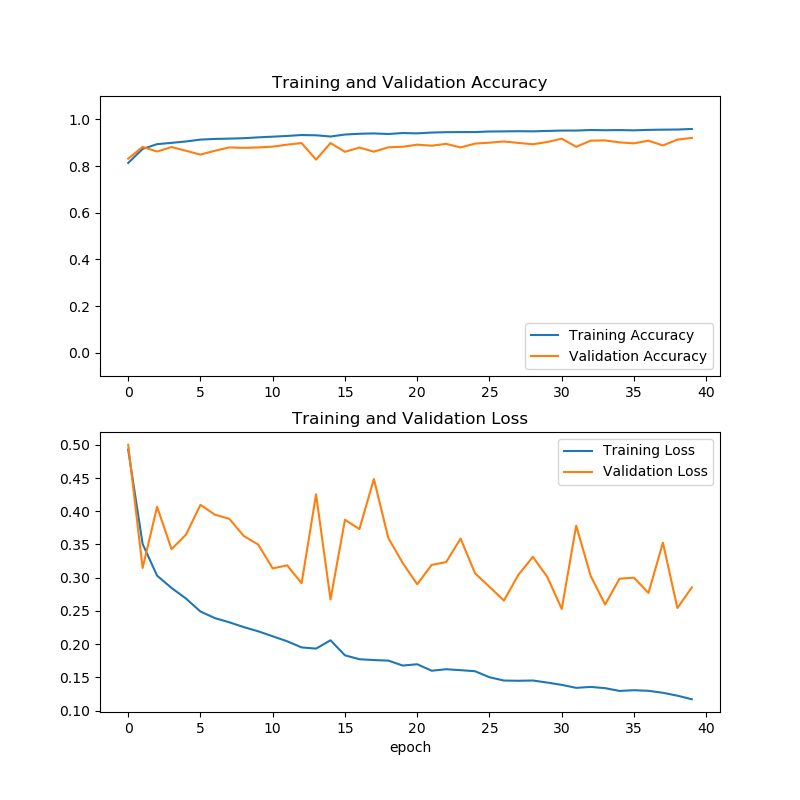 Training and Validation Accuracy
1.0
0.8
0.6
0.4
0.2
0.0
Training Accuracy
Validation Accuracy
0 5 10 15 20 25 30 35 40
Training and Validation Loss
0.50
0.45
0.40
0.35
0.30
0.25
0.20
0.15
0.10
Training Loss
Validation Loss
0 5 10 15 20 25 30 35 40
epoch